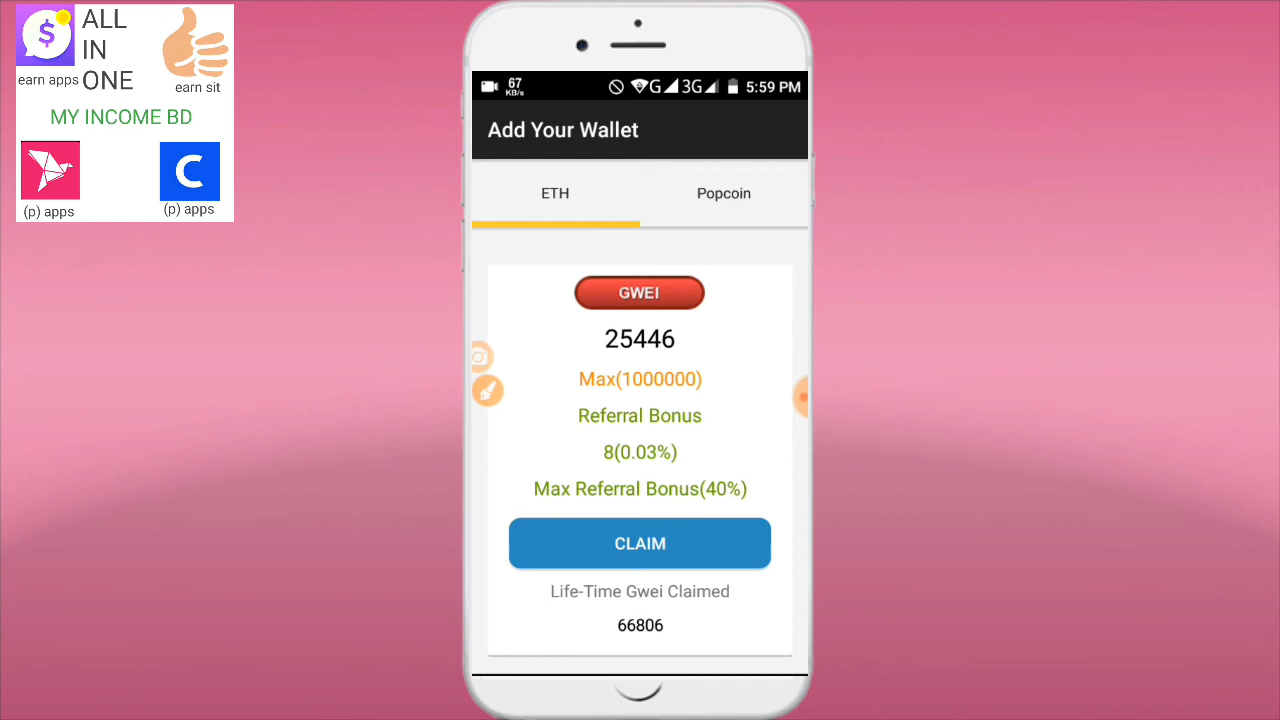 ALL
IN
ONE
earn apps
earn sit
MY INCOME BD
(p) apps
(p) apps
67
KB/s
G
3G
5:59 PM
Add Your Wallet
ETH
Popcoin
GWEI
25446
Max(1000000)
Referral Bonus
8(0.03%)
Max Referral Bonus(40%)
CLAIM
Life-Time Gwei Claimed
66806